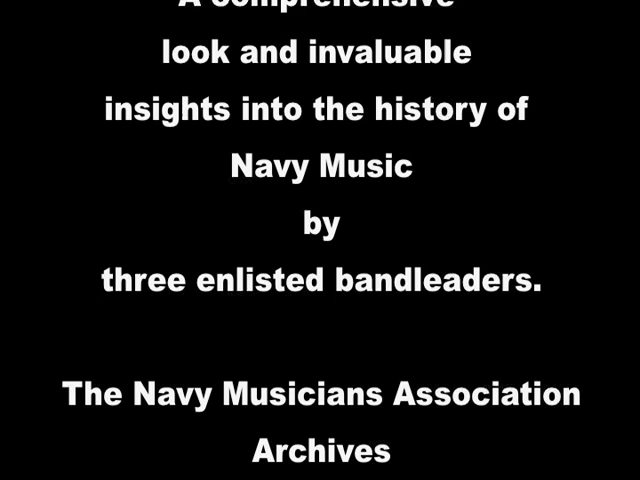 A comprehensive
look and invaluable
insights into the history of
Navy Music
by
three enlisted bandleaders.
The Navy Musicians Association
Archives